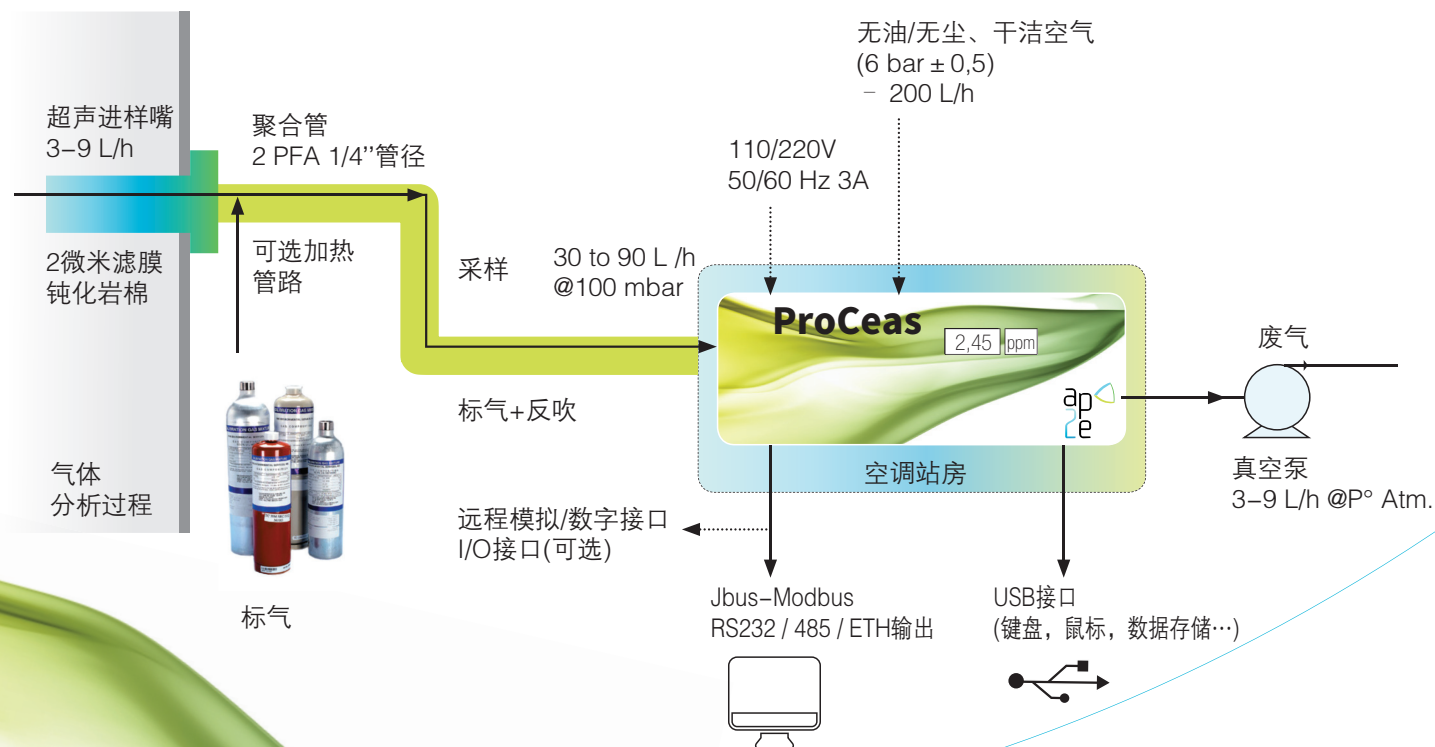 无油/无尘、干洁空气
(6 bar ± 0,5)
– 200 L/h
超声进样嘴
3–9 L/h
聚合管
2 PFA 1/4’’管径
110/220V
50/60 Hz 3A
2微米滤膜
钝化岩棉
可选加热
管路
采样
30 to 90 L /h
@100 mbar
ProCeas
2,45 ppm
ap2e
废气
标气+反吹
空调站房
真空泵
3–9 L/h @P° Atm.
气体
分析过程
远程模拟/数字接口
I/O接口(可选)
标气
Jbus–Modbus
RS232 / 485 / ETH输出
USB接口
(键盘，鼠标，数据存储…)